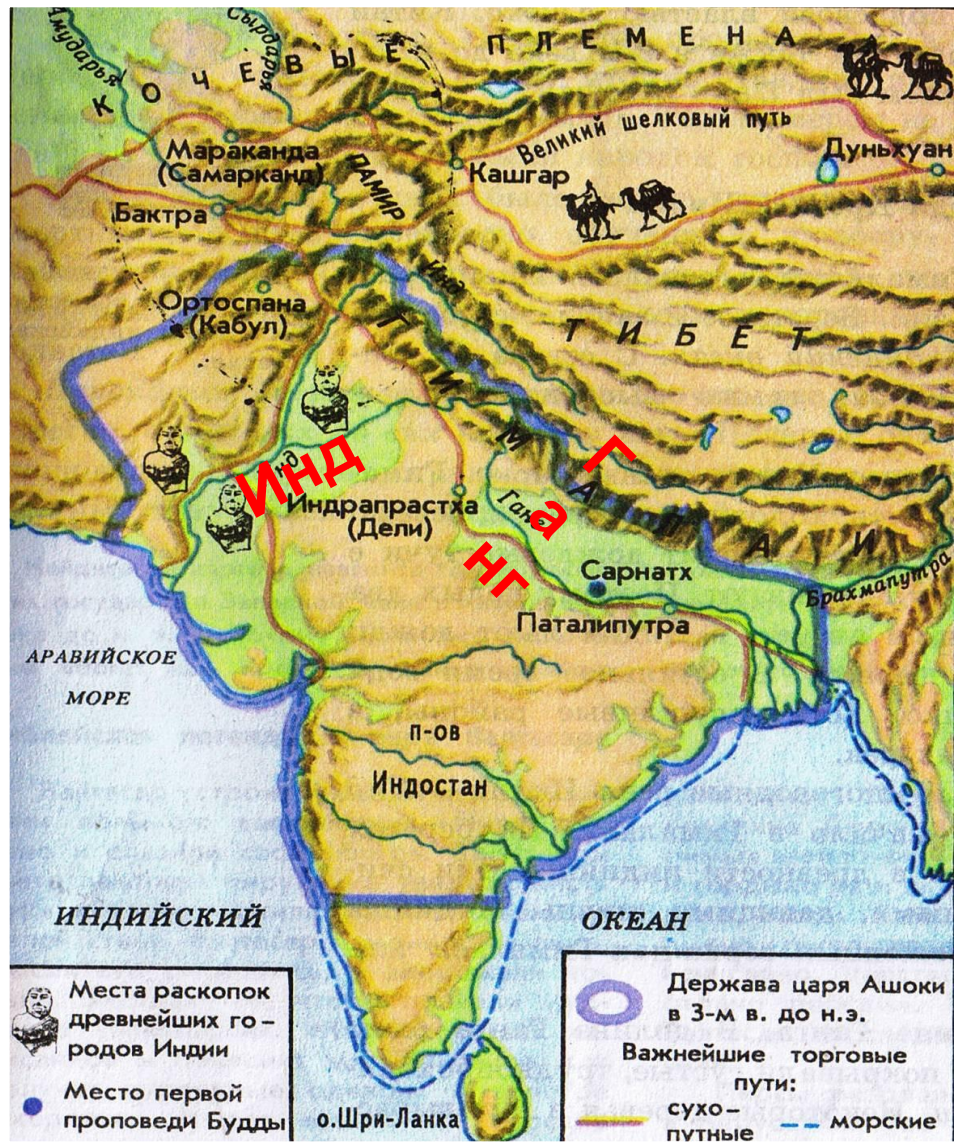 Амударья
Сырдарья
КОЧЕВЫЕ ПЛЕМЕНА
Мараканда
(Самарканд)
ПАМИР
Кашгар
Великий шелковый путь
Дуньхуан
Бактра
Ортоспана
(Кабул)
Инд
ТИБЕТ
ГИМАЛАИ
Инд
Индрапрастха
(Дели)
Ганг
Сарнатх
Паталипутра
Брахмапутра
АРАВИЙСКОЕ
МОРЕ
п-ов
Индостан
ИНДИЙСКИЙ ОКЕАН
о.Шри-Ланка
Места раскопок
древнейших го-
родов Индии
Место первой
проповеди Будды
Держава царя Ашоки
в 3-м в. до н.э.
Важнейшие торговые
пути:
сухо-
путные
морские